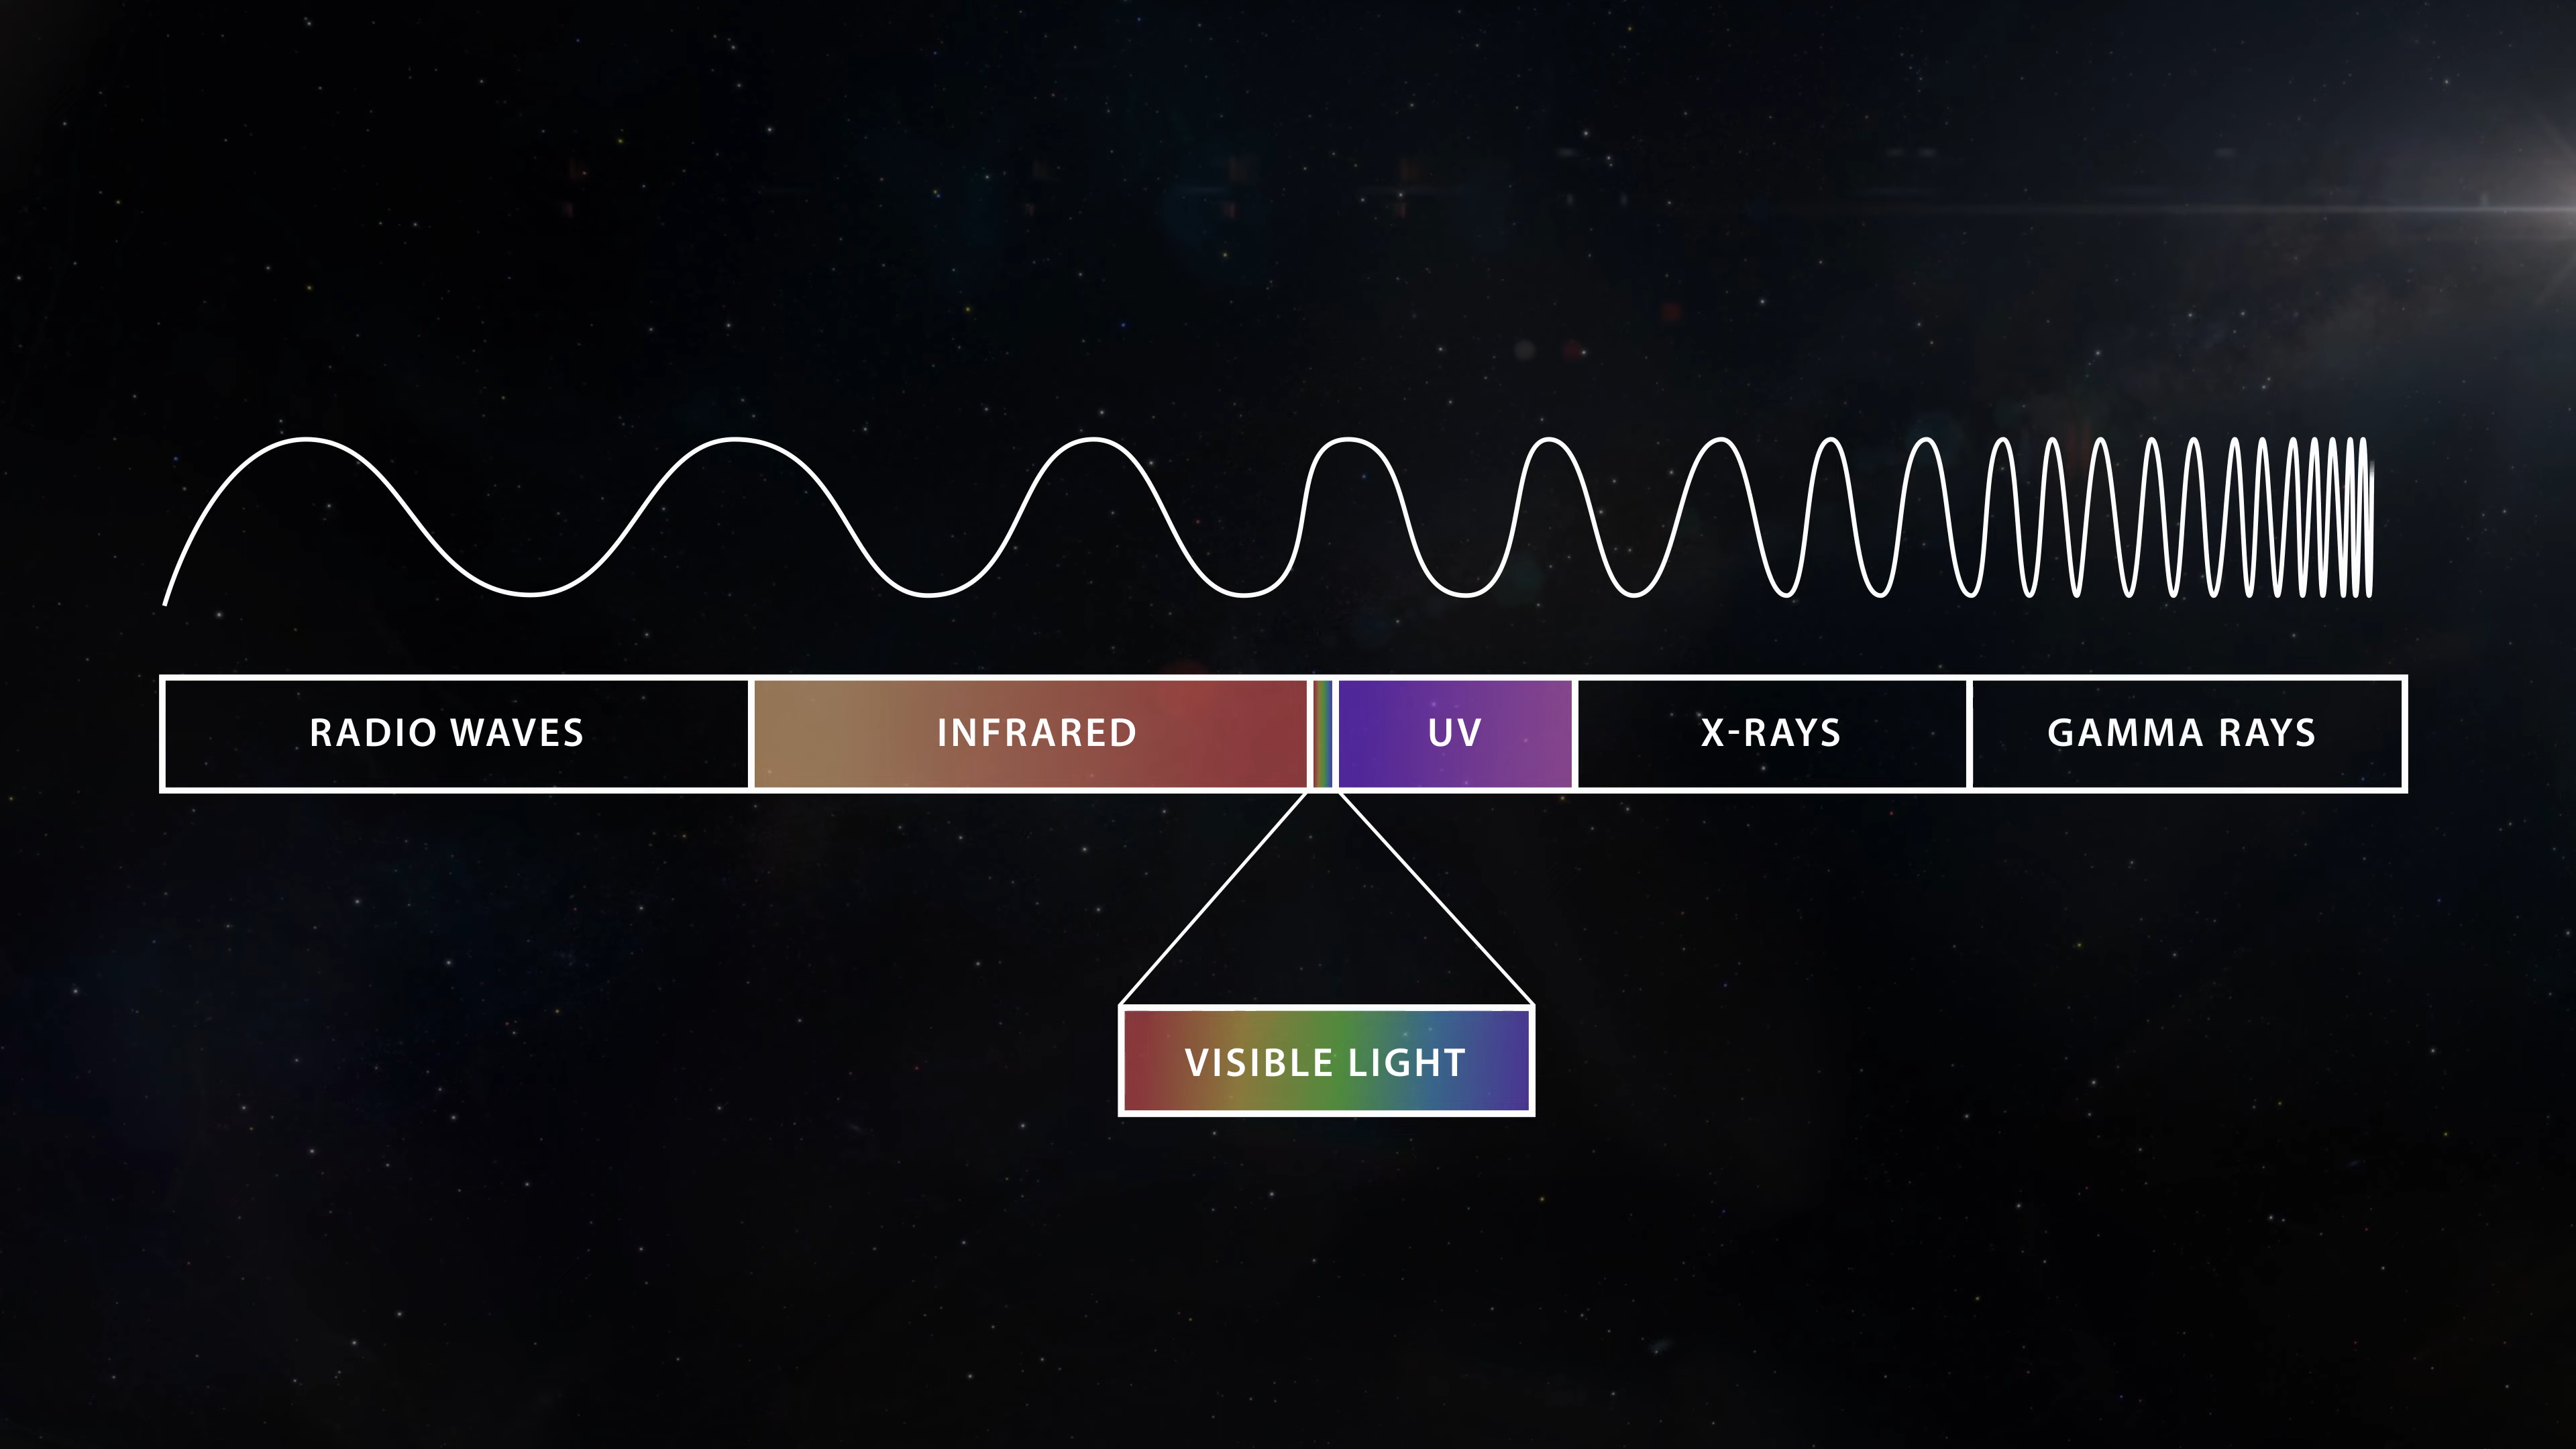 RADIO WAVES
INFRARED
UV
X-RAYS
GAMMA RAYS
VISIBLE LIGHT